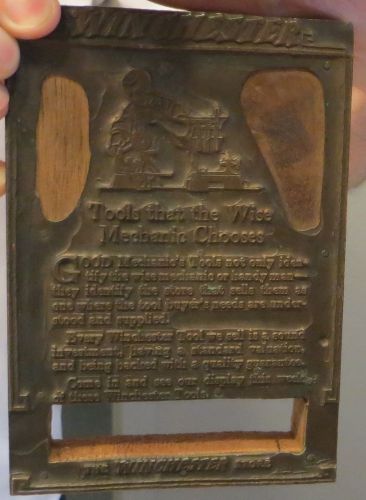 WINCHESTER
Tools that the Wise
Mechanic Chooses
GOOD Mechanic's Tools not only iden-
tify the wise mechanic or handy man—
they identify the store that sells them as
one where the tool buyer's needs are under-
stood and supplied.
Every Winchester tool we sell is a sound
investment, having a standard valuation,
and being backed with a quality guarantee.
Come in and see our display this week
of these Winchester Tools.
THE WINCHESTER STORE